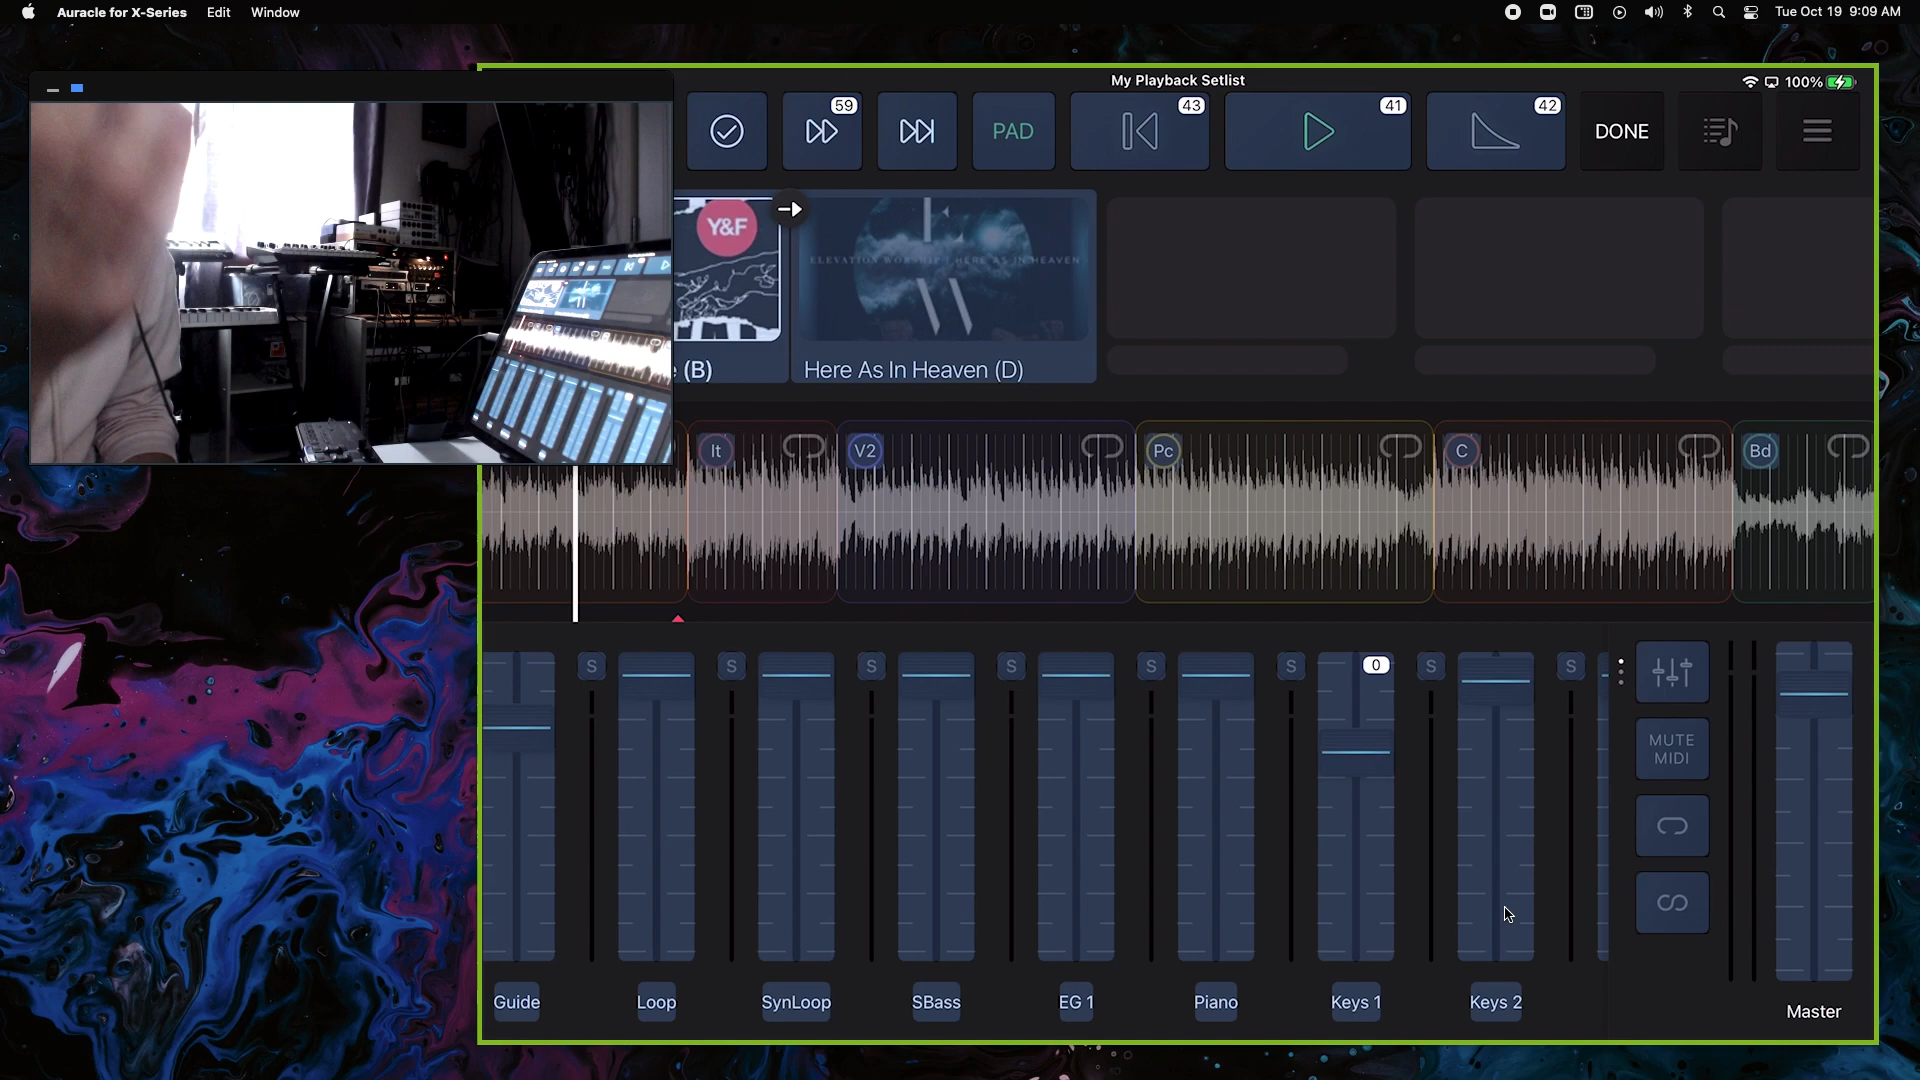 Auracle for X-Series Edit Window Tue Oct 19 9:09 AM
My Playback Setlist 100%
59 PAD 43 41 42 DONE
Y&F
ELEVATION WORSHIP | HERE AS IN HEAVEN
(B) Here As In Heaven (D)
It V2 Pc C Bd
S S S S S S 0 S S
MUTE
MIDI
Guide Loop SynLoop SBass EG 1 Piano Keys 1 Keys 2 Master